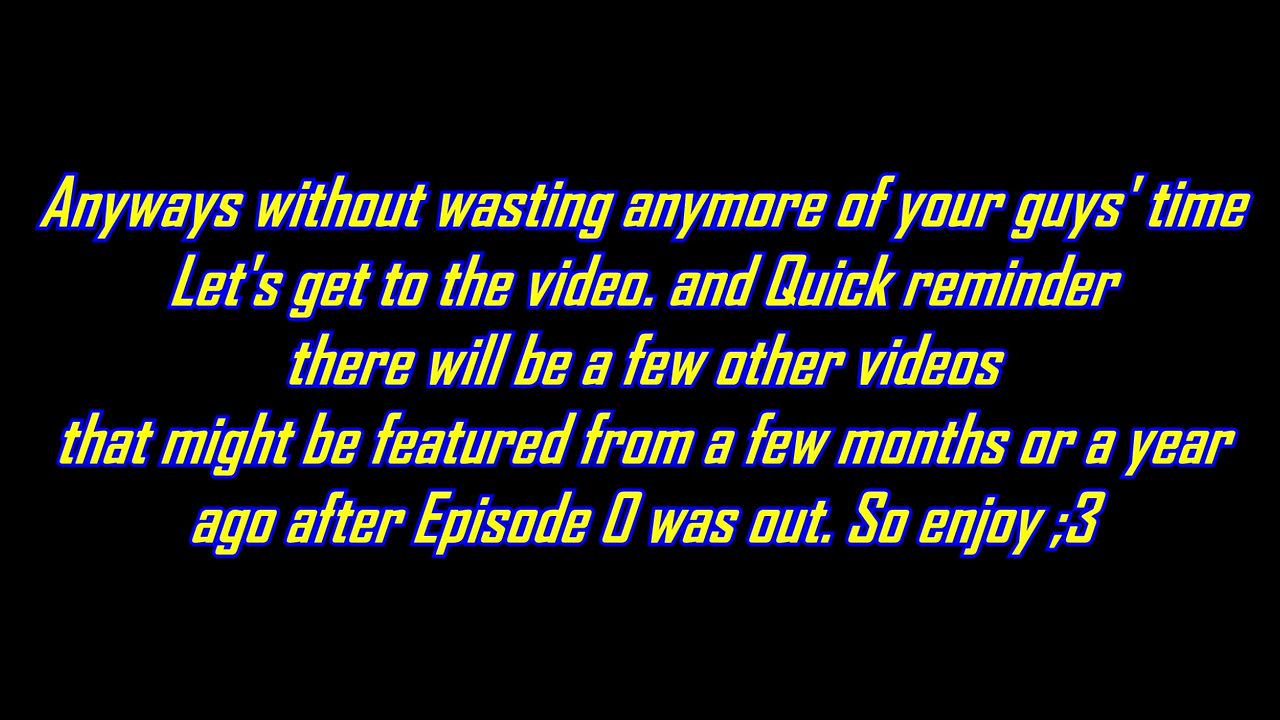 Anyways without wasting anymore of your guys' time
Let's get to the video. and Quick reminder
there will be a few other videos
that might be featured from a few months or a year
ago after Episode 0 was out. So enjoy ;3